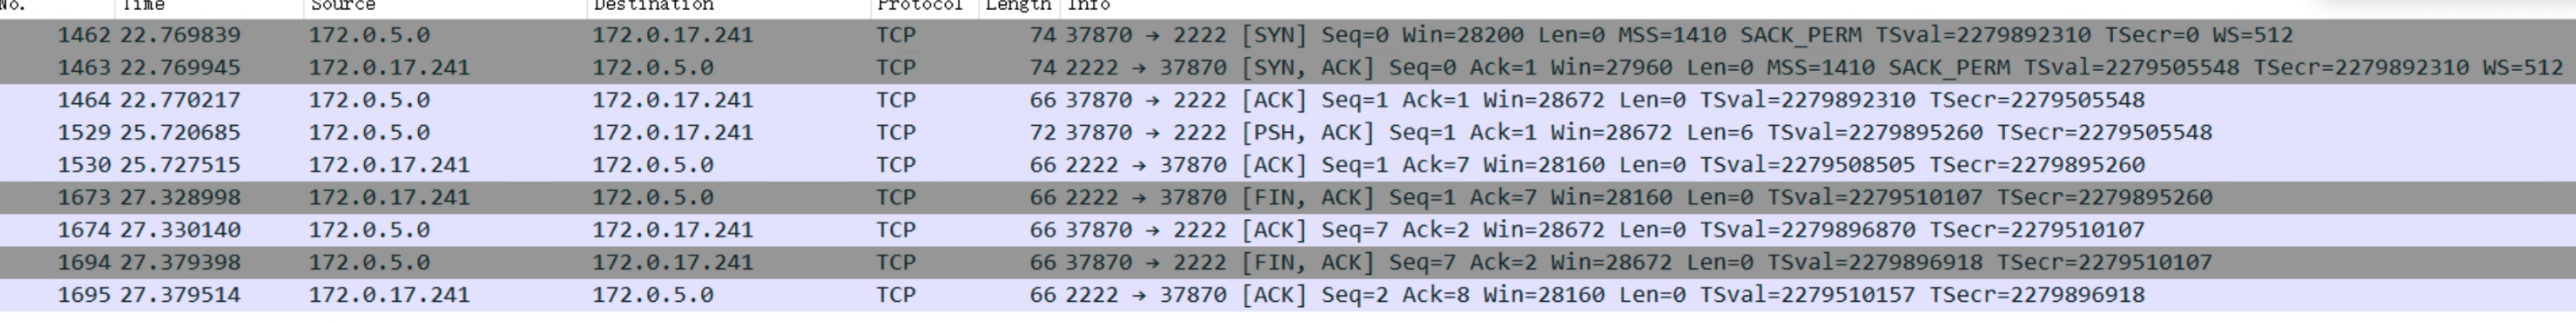 No. Time Source Destination Protocol Length Info
1462 22.769839 172.0.5.0 172.0.17.241 TCP 74 37870 → 2222 [SYN] Seq=0 Win=28200 Len=0 MSS=1410 SACK_PERM TSval=2279892310 TSecr=0 WS=512
1463 22.769945 172.0.17.241 172.0.5.0 TCP 74 2222 → 37870 [SYN, ACK] Seq=0 Ack=1 Win=27960 Len=0 MSS=1410 SACK_PERM TSval=2279505548 TSecr=2279892310 WS=512
1464 22.770217 172.0.5.0 172.0.17.241 TCP 66 37870 → 2222 [ACK] Seq=1 Ack=1 Win=28672 Len=0 TSval=2279892310 TSecr=2279505548
1529 25.720685 172.0.5.0 172.0.17.241 TCP 72 37870 → 2222 [PSH, ACK] Seq=1 Ack=1 Win=28672 Len=6 TSval=2279895260 TSecr=2279505548
1530 25.727515 172.0.17.241 172.0.5.0 TCP 66 2222 → 37870 [ACK] Seq=1 Ack=7 Win=28160 Len=0 TSval=2279508505 TSecr=2279895260
1673 27.328998 172.0.17.241 172.0.5.0 TCP 66 2222 → 37870 [FIN, ACK] Seq=1 Ack=7 Win=28160 Len=0 TSval=2279510107 TSecr=2279895260
1674 27.330140 172.0.5.0 172.0.17.241 TCP 66 37870 → 2222 [ACK] Seq=7 Ack=2 Win=28672 Len=0 TSval=2279896870 TSecr=2279510107
1694 27.379398 172.0.5.0 172.0.17.241 TCP 66 37870 → 2222 [FIN, ACK] Seq=7 Ack=2 Win=28672 Len=0 TSval=2279896918 TSecr=2279510107
1695 27.379514 172.0.17.241 172.0.5.0 TCP 66 2222 → 37870 [ACK] Seq=2 Ack=8 Win=28160 Len=0 TSval=2279510157 TSecr=2279896918